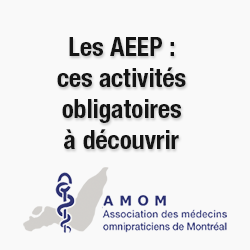 Les AEEP :
ces activités
obligatoires
à découvrir
AMOM
Association des médecins
omnipraticiens de Montréal